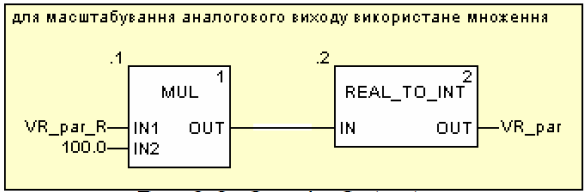 для масштабування аналогового виходу використане множення
.1
.2
1
2
MUL
REAL_TO_INT
VR_par_R
IN1
OUT
IN
OUT
VR_par
100.0
IN2